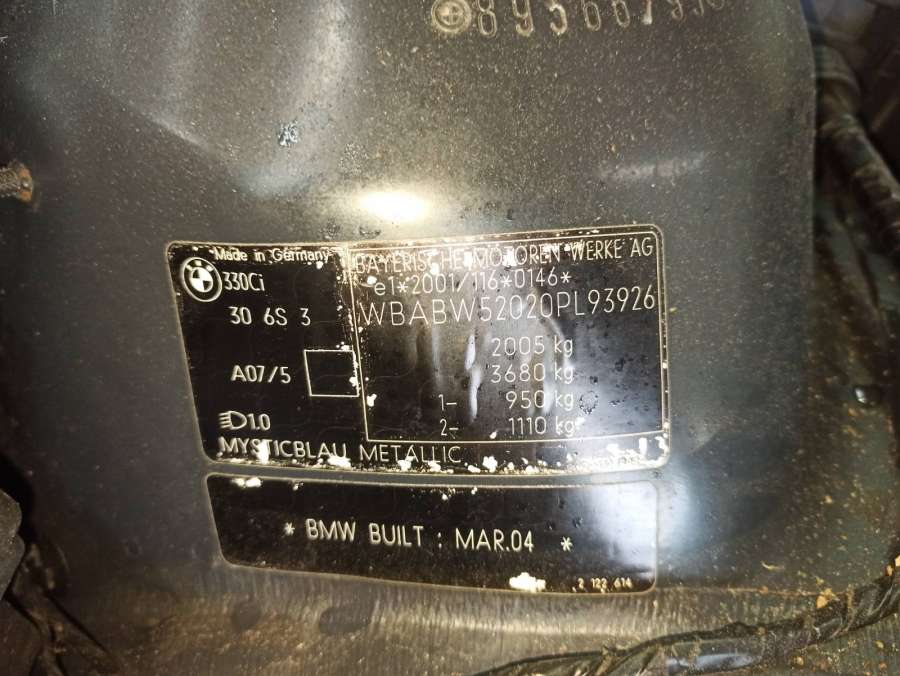 Made in Germany
330Ci
30 6S 3
A07/5
1.0
MYSTICBLAU METALLIC
BAYERISCHE MOTOREN WERKE AG
e1*2001/116*0146*
WBABW52020PL93926
2005 kg
3680 kg
1- 950 kg
2- 1110 kg
* BMW BUILT : MAR.04 *
2 122 614